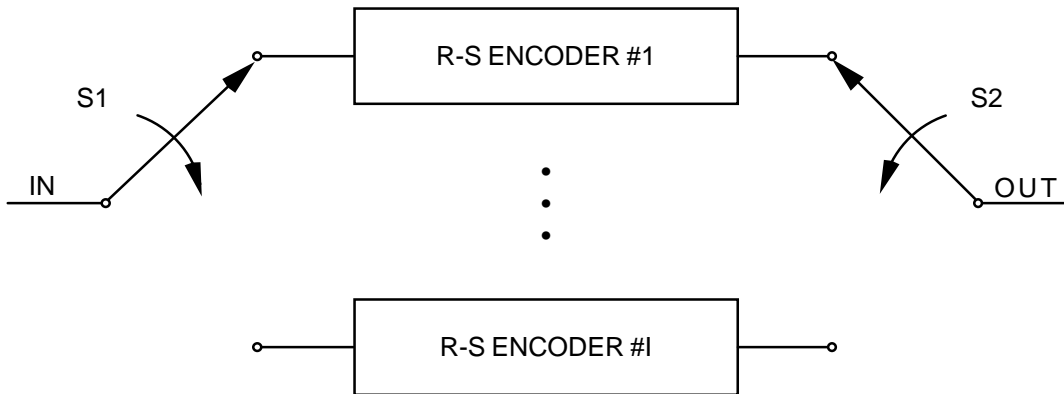 R-S ENCODER #1
S1
S2
IN
OUT
R-S ENCODER #I